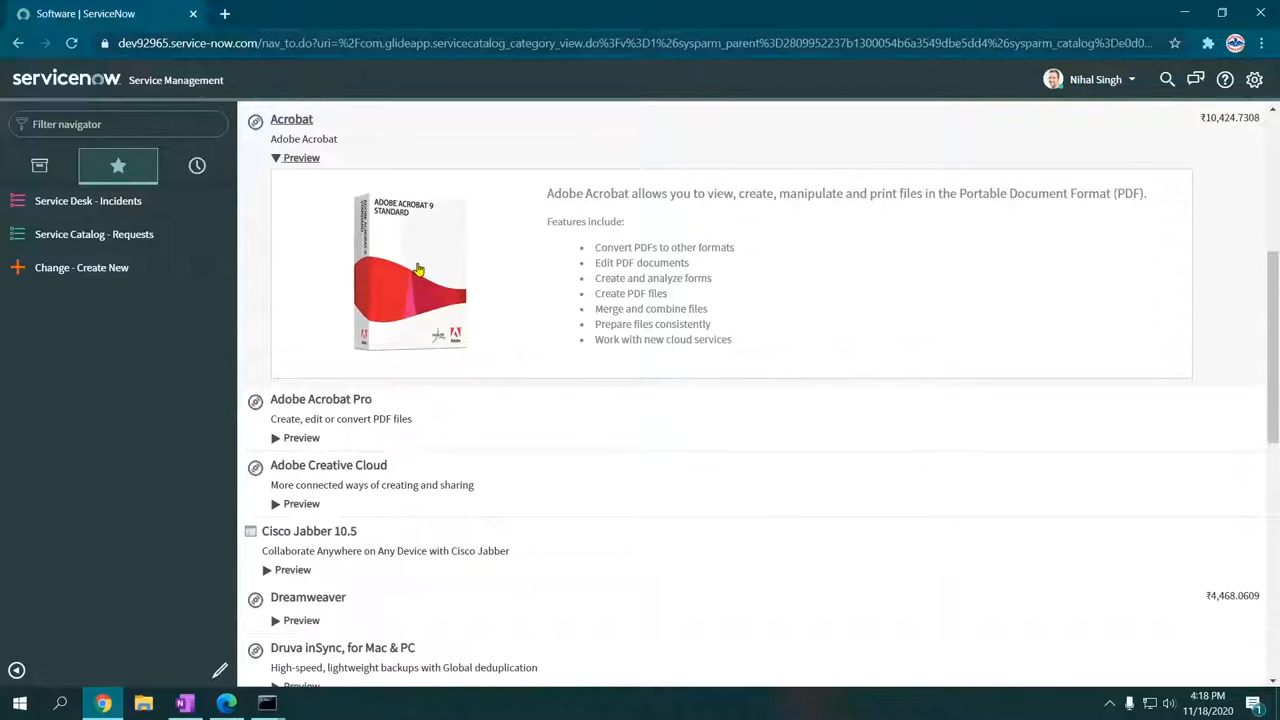 Software | ServiceNow
dev92965.service-now.com/nav_to.do?uri=%2Fcom.glideapp.servicecatalog_category_view.do%3Fv%3D1%26sysparm_parent%3D2809952237b1300054b6a3549dbe5dd4%26sysparm_catalog%3De0d0...
servicenow Service Management
Nihal Singh
Filter navigator
Service Desk - Incidents
Service Catalog - Requests
Change - Create New
Acrobat ₹10,424.7308
Adobe Acrobat
Preview
ADOBE ACROBAT 9
STANDARD
Adobe Acrobat allows you to view, create, manipulate and print files in the Portable Document Format (PDF).
Features include:
Convert PDFs to other formats
Edit PDF documents
Create and analyze forms
Create PDF files
Merge and combine files
Prepare files consistently
Work with new cloud services
Adobe Acrobat Pro
Create, edit or convert PDF files
Preview
Adobe Creative Cloud
More connected ways of creating and sharing
Preview
Cisco Jabber 10.5
Collaborate Anywhere on Any Device with Cisco Jabber
Preview
Dreamweaver ₹4,468.0609
Preview
Druva inSync, for Mac & PC
High-speed, lightweight backups with Global deduplication
Preview
4:18 PM
11/18/2020